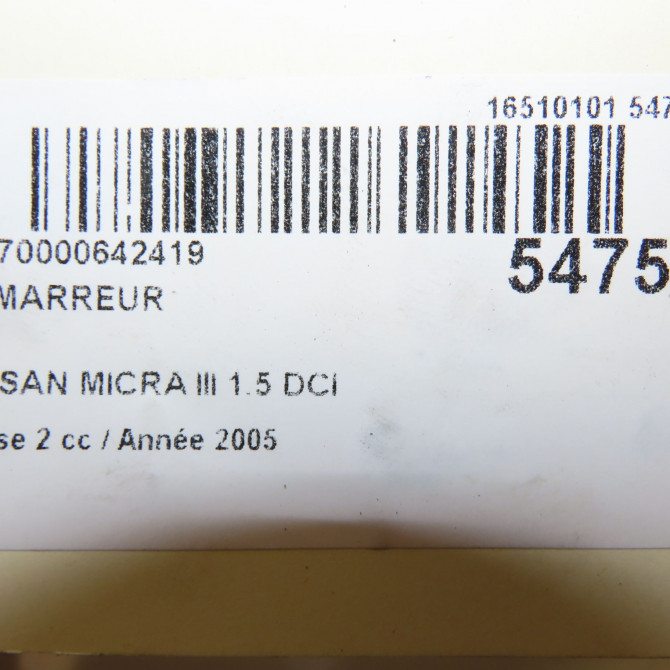 16510101 547
70000642419
5475
MARREUR
SAN MICRA III 1.5 DCI
se 2 cc / Année 2005